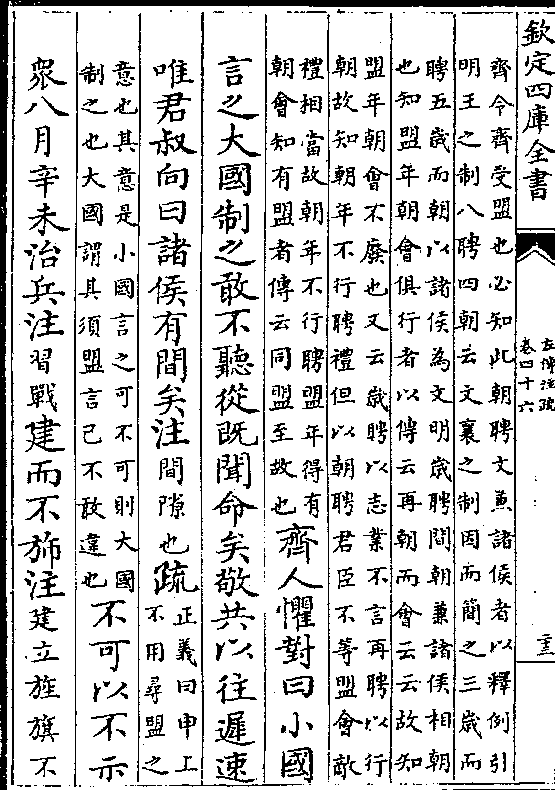 欽定四庫全書
左傳注疏
卷四十六
十三
齊令齊受盟也必知此朝聘文兼諸侯者以釋例引
明王之制八聘四朝云文襄之制因而簡之三歲而
聘五歲而朝以諸侯為文明歲聘間朝兼諸侯相朝
也知盟年朝會俱行者以傳云再朝而會云云故知
盟年朝會不廢也又云歲聘以志業不言再聘以行
朝故知朝年不行聘禮但以朝聘君臣不等盟會敵
禮相當故朝年不行聘盟年得有
朝會知有盟者傳云同盟至故也
齊人懼對曰小國
言之大國制之敢不聽從既聞命矣敬共以往遲速
唯君叔向曰諸侯有間矣注間隙也疏
正義曰申上
不用尋盟之
意也其意是小國言之可不可則大國
制之也大國謂其須盟言已不敢違也
不可以不示
衆八月辛未治兵注習戰建而不斾注建立旌旗不